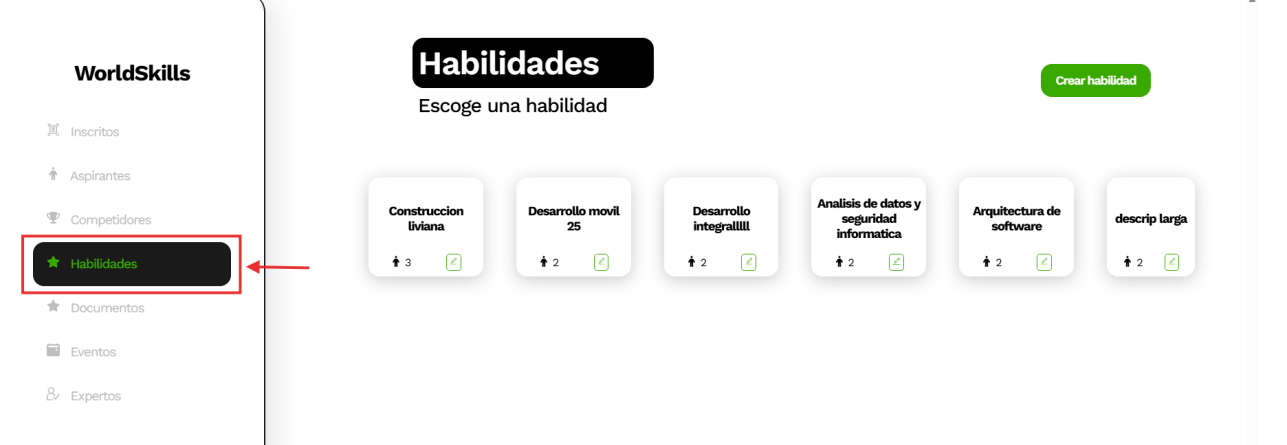 WorldSkills
Inscritos
Aspirantes
Competidores
Habilidades
Documentos
Eventos
Expertos
Habilidades
Escoge una habilidad
Crear habilidad
Construccion
liviana
3
Desarrollo movil
25
2
Desarrollo
integralllll
2
Analisis de datos y
seguridad
informatica
2
Arquitectura de
software
2
descrip larga
2